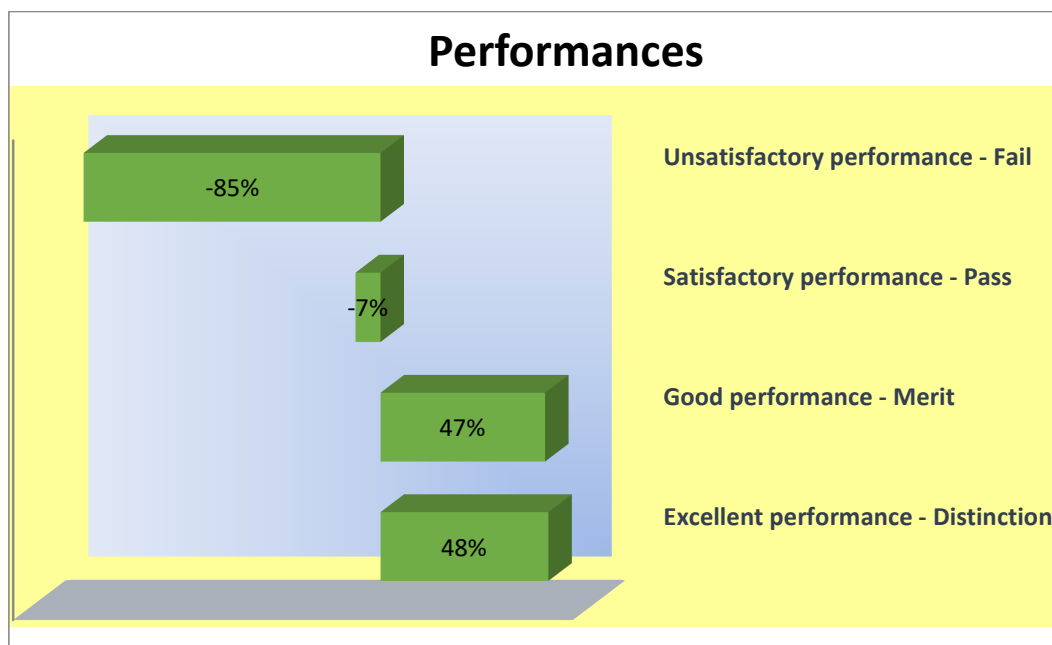 Performances
-85%
Unsatisfactory performance - Fail
-7%
Satisfactory performance - Pass
47%
Good performance - Merit
48%
Excellent performance - Distinction